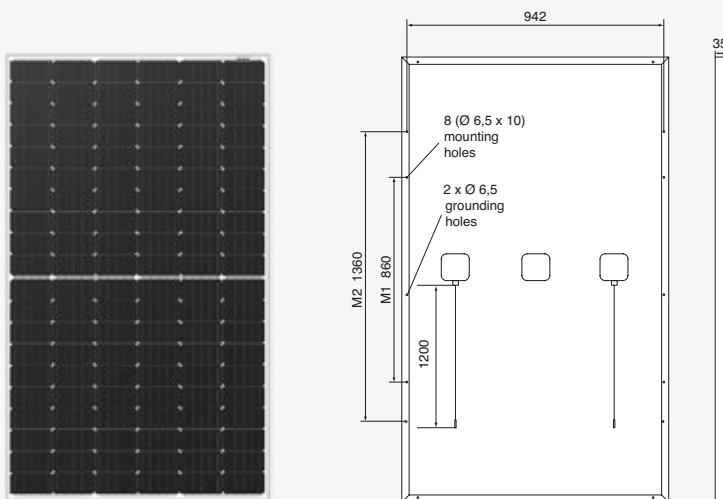 942
35
8 (Ø 6,5 x 10)
mounting
holes
2 x Ø 6,5
grounding
holes
M2 1360
M1 860
1200